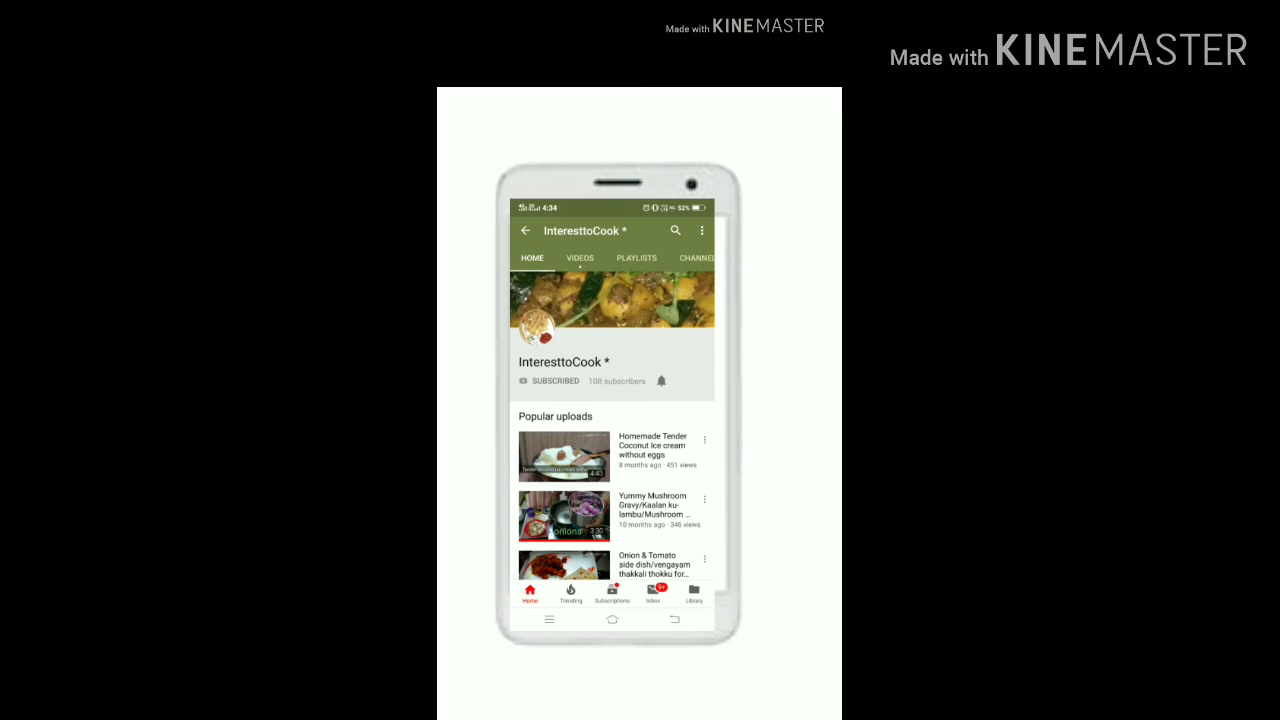 Made with KINEMASTER
Made with KINEMASTER
4:34
52%
InteresttoCook *
HOME VIDEOS PLAYLISTS CHANNEL
InteresttoCook *
SUBSCRIBED 108 subscribers
Popular uploads
Homemade Tender
Coconut Ice cream
without eggs
8 months ago · 451 views
4:43
Yummy Mushroom
Gravy/Kaalan ku-
lambu/Mushroom ...
10 months ago · 346 views
onions
3:30
Onion & Tomato
side dish/vengayam
thakkali thokku for...
9+
Home Trending Subscriptions Inbox Library